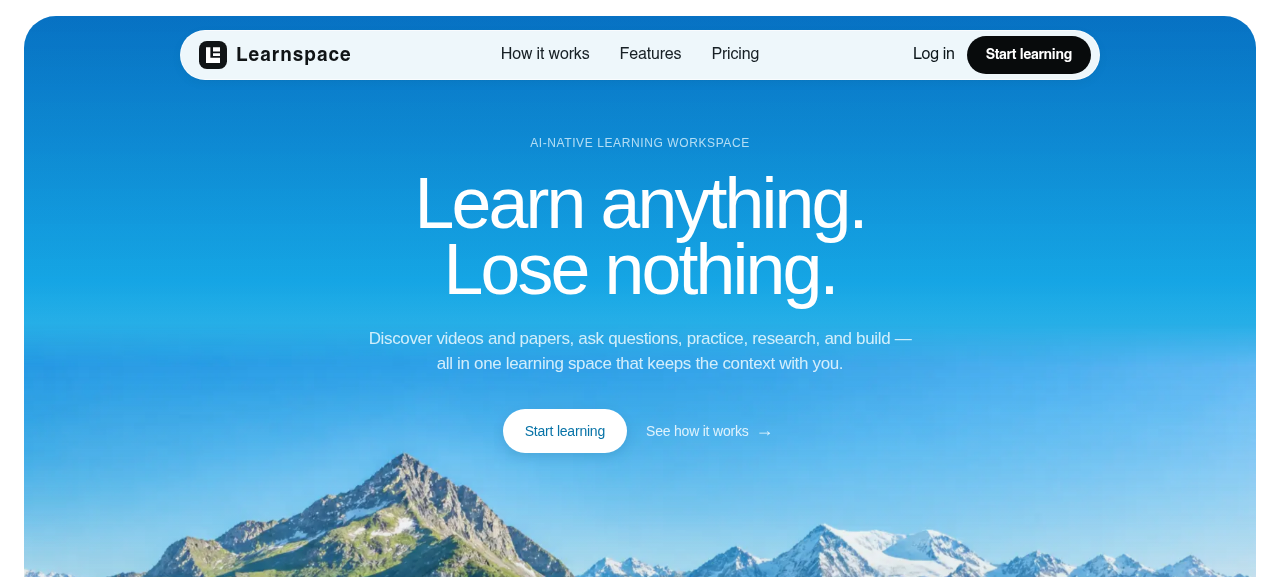 Learnspace
How it works
Features
Pricing
Log in
Start learning
AI-NATIVE LEARNING WORKSPACE
Learn anything.
Lose nothing.
Discover videos and papers, ask questions, practice, research, and build —
all in one learning space that keeps the context with you.
Start learning
See how it works →